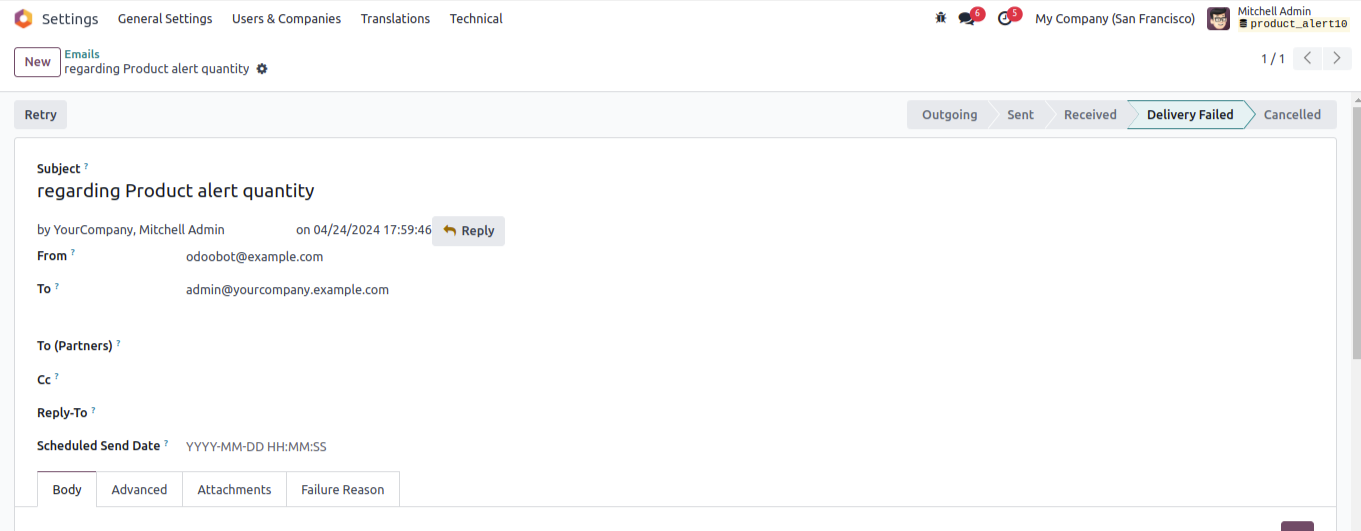 Settings General Settings Users & Companies Translations Technical 6 5 My Company (San Francisco) Mitchell Admin
product_alert10
New Emails
regarding Product alert quantity 1 / 1
Retry Outgoing Sent Received Delivery Failed Cancelled
Subject ?
regarding Product alert quantity
by YourCompany, Mitchell Admin on 04/24/2024 17:59:46 Reply
From ? odoobot@example.com
To ? admin@yourcompany.example.com
To (Partners) ?
Cc ?
Reply-To ?
Scheduled Send Date ? YYYY-MM-DD HH:MM:SS
Body Advanced Attachments Failure Reason